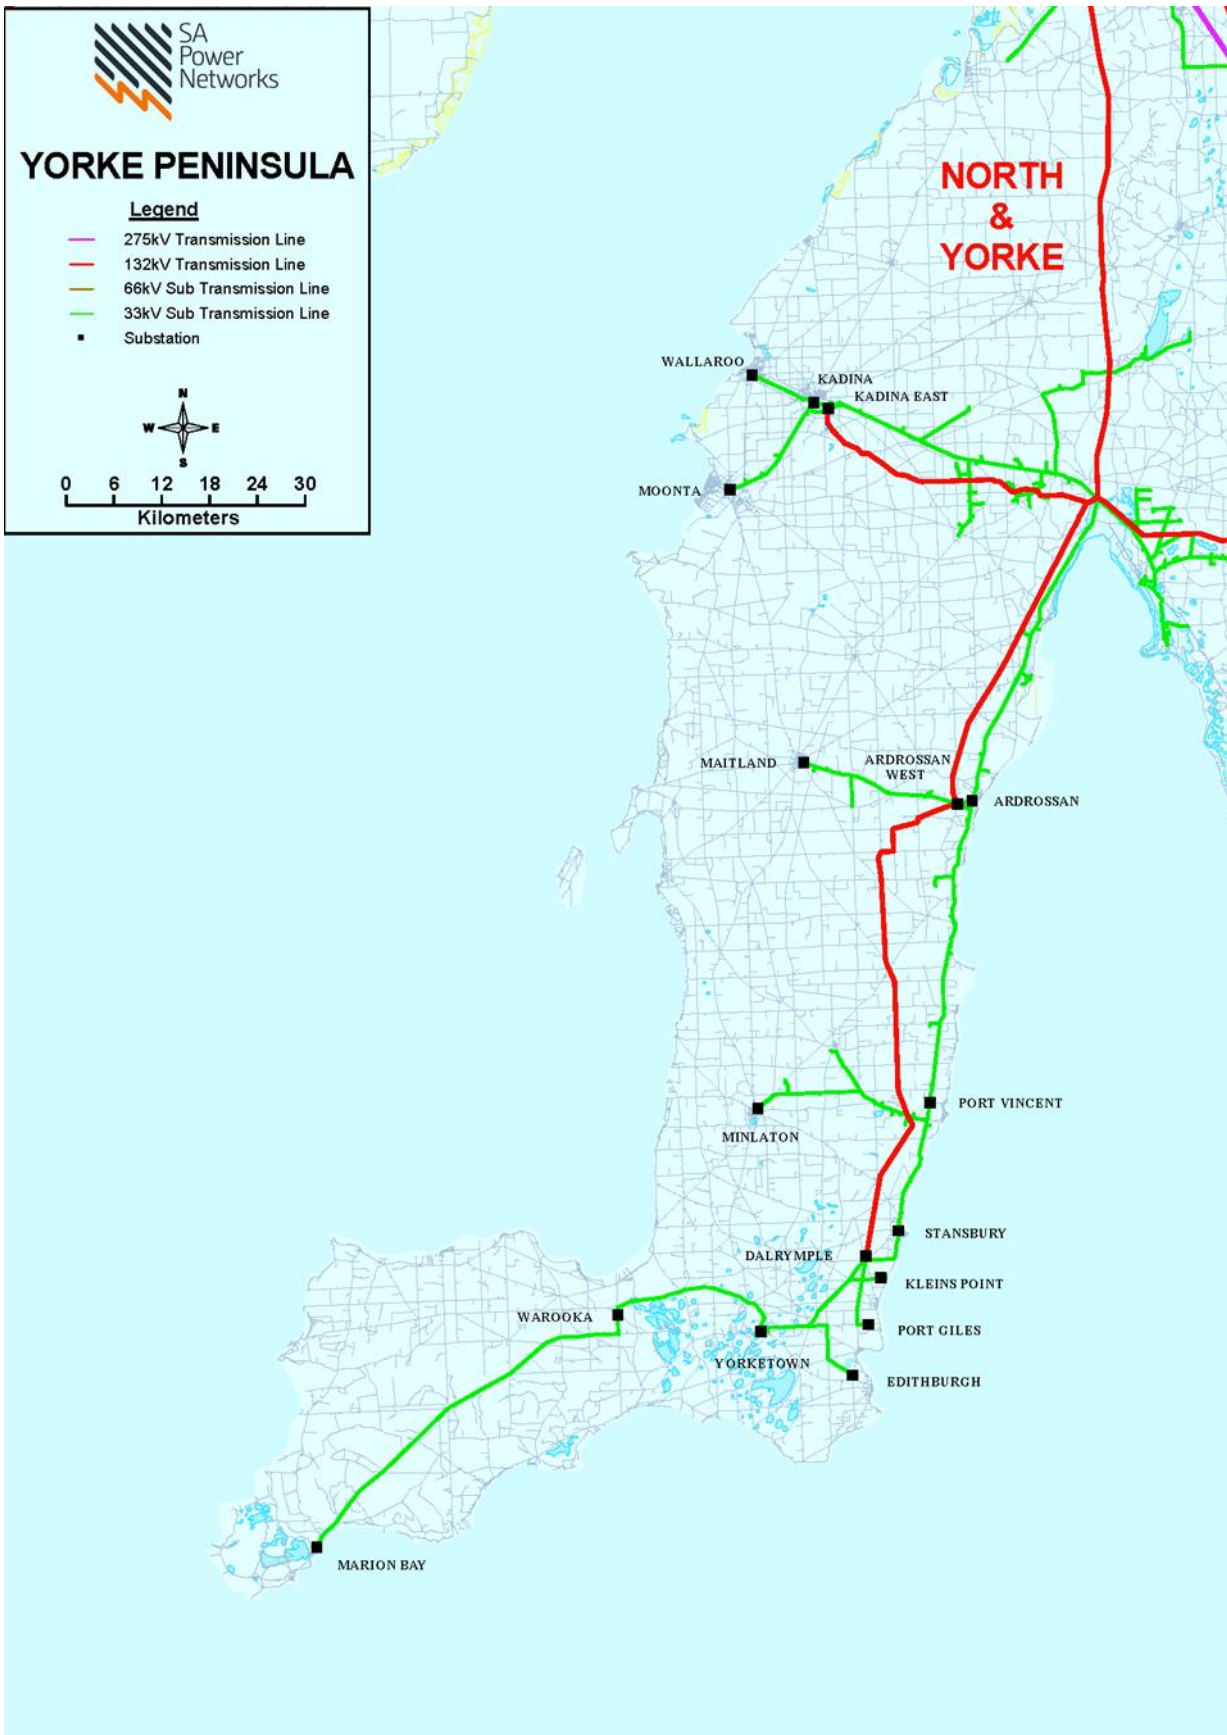 SA
Power
Networks
YORKE PENINSULA
Legend
275kV Transmission Line
132kV Transmission Line
66kV Sub Transmission Line
33kV Sub Transmission Line
Substation
N
W E
S
0 6 12 18 24 30
Kilometers
NORTH
&
YORKE
WALLAROO
KADINA
KADINA EAST
MOONTA
MAITLAND
ARDROSSAN
WEST
ARDROSSAN
PORT VINCENT
MINLATON
STANSBURY
DALRYMPLE
KLEINS POINT
WAROOKA
PORT GILES
YORKETOWN
EDITHBURGH
MARION BAY